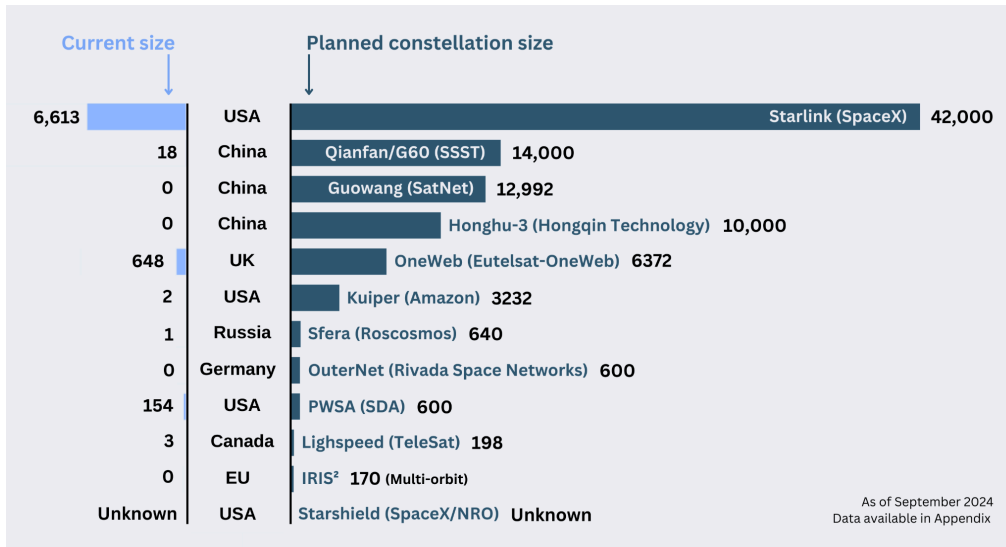 Current size Planned constellation size
6,613 USA Starlink (SpaceX) 42,000
18 China Qianfan/G60 (SSST) 14,000
0 China Guowang (SatNet) 12,992
0 China Honghu-3 (Hongqin Technology) 10,000
648 UK OneWeb (Eutelsat-OneWeb) 6372
2 USA Kuiper (Amazon) 3232
1 Russia Sfera (Roscosmos) 640
0 Germany OuterNet (Rivada Space Networks) 600
154 USA PWSA (SDA) 600
3 Canada Lighspeed (TeleSat) 198
0 EU IRIS² 170 (Multi-orbit)
Unknown USA Starshield (SpaceX/NRO) Unknown
As of September 2024
Data available in Appendix